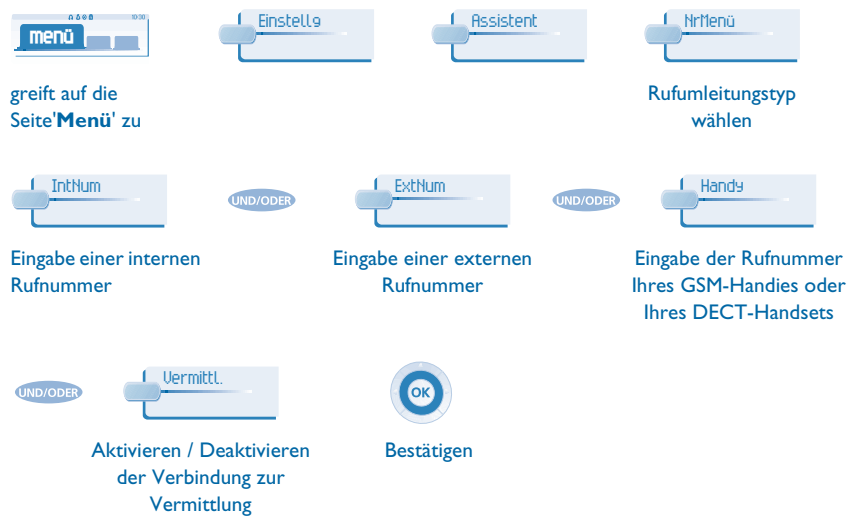 10:30
menü
Einstellg
Assistent
NrMenü
greift auf die
Seite'Menü' zu
Rufumleitungstyp
wählen
IntNum
UND/ODER
ExtNum
UND/ODER
Handy
Eingabe einer internen
Rufnummer
Eingabe einer externen
Rufnummer
Eingabe der Rufnummer
Ihres GSM-Handies oder
Ihres DECT-Handsets
UND/ODER
Vermittl.
OK
Aktivieren / Deaktivieren
der Verbindung zur
Vermittlung
Bestätigen